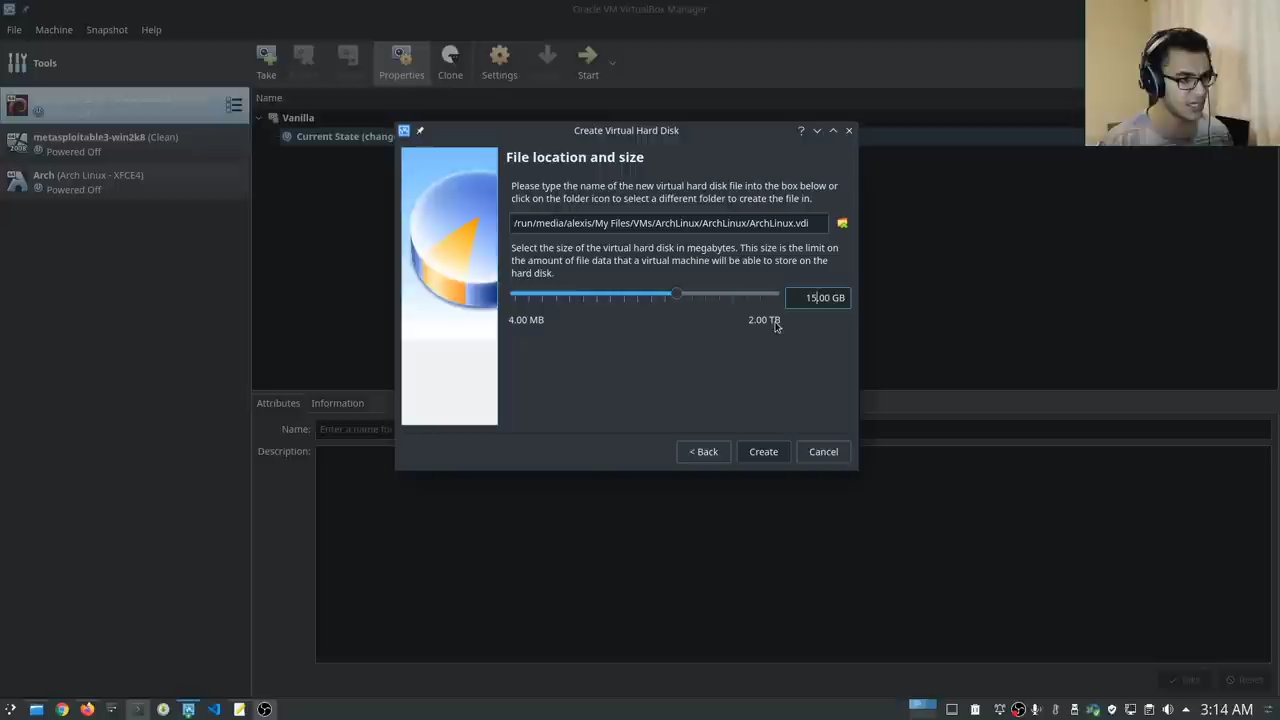 Oracle VM VirtualBox Manager
File Machine Snapshot Help
Tools
Take
Properties
Clone
Settings
Start
Name
Vanilla
Current State (chang
metasploitable3-win2k8 (Clean)
Powered Off
Arch (Arch Linux - XFCE4)
Powered Off
Create Virtual Hard Disk
File location and size
Please type the name of the new virtual hard disk file into the box below or
click on the folder icon to select a different folder to create the file in.
/run/media/alexis/My Files/VMs/ArchLinux/ArchLinux/ArchLinux.vdi
Select the size of the virtual hard disk in megabytes. This size is the limit on
the amount of file data that a virtual machine will be able to store on the
hard disk.
15.00 GB
4.00 MB
2.00 TB
< Back
Create
Cancel
Attributes Information
Name:
Enter a name for
Description:
3:14 AM